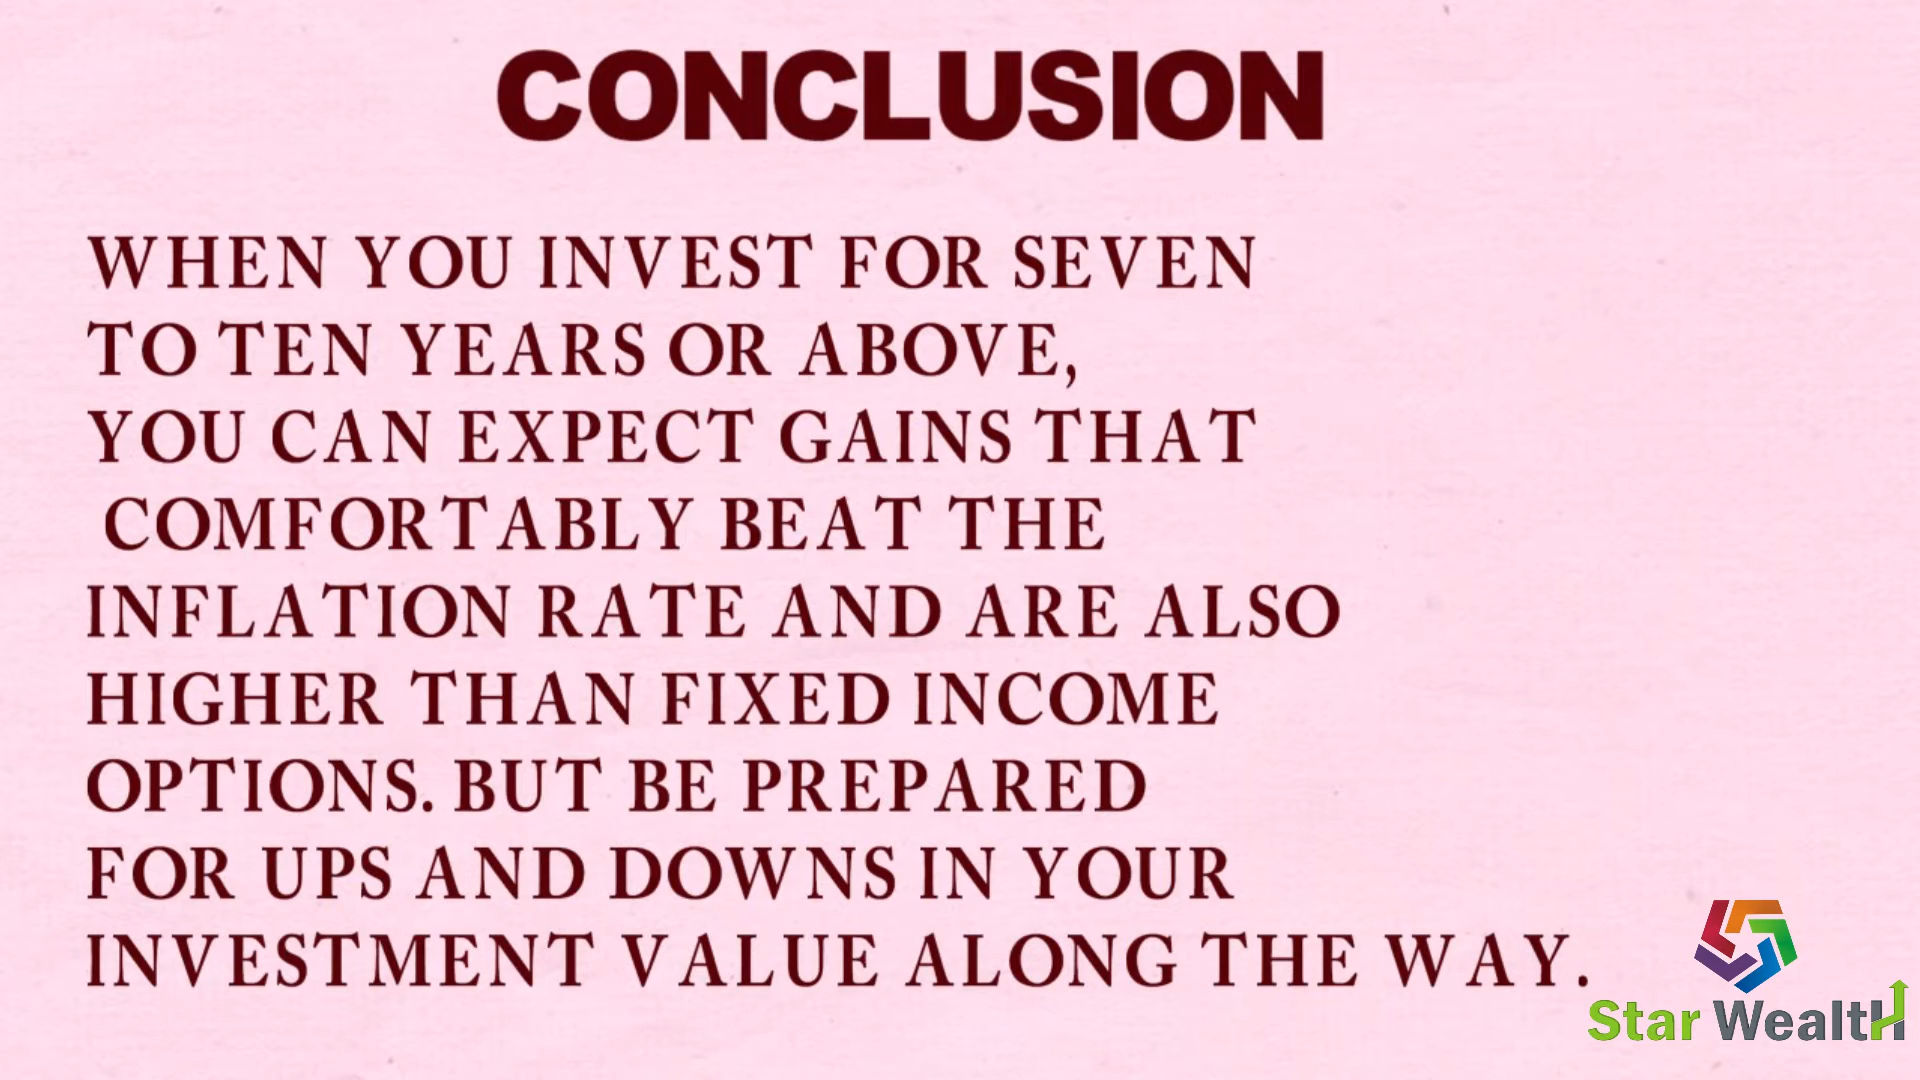 CONCLUSION
WHEN YOU INVEST FOR SEVEN
TO TEN YEARS OR ABOVE,
YOU CAN EXPECT GAINS THAT
COMFORTABLY BEAT THE
INFLATION RATE AND ARE ALSO
HIGHER THAN FIXED INCOME
OPTIONS. BUT BE PREPARED
FOR UPS AND DOWNS IN YOUR
INVESTMENT VALUE ALONG THE WAY.
Star WealtH